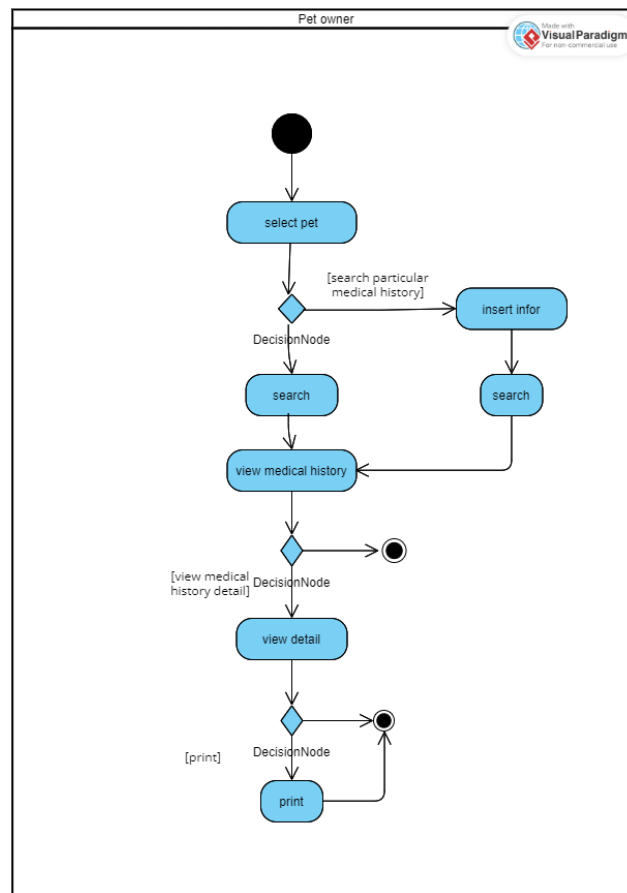 Pet owner
Made with
Visual Paradigm
For non-commercial use
select pet
[search particular
medical history]
insert infor
DecisionNode
search
search
view medical history
[view medical
history detail]
DecisionNode
view detail
DecisionNode
[print]
print